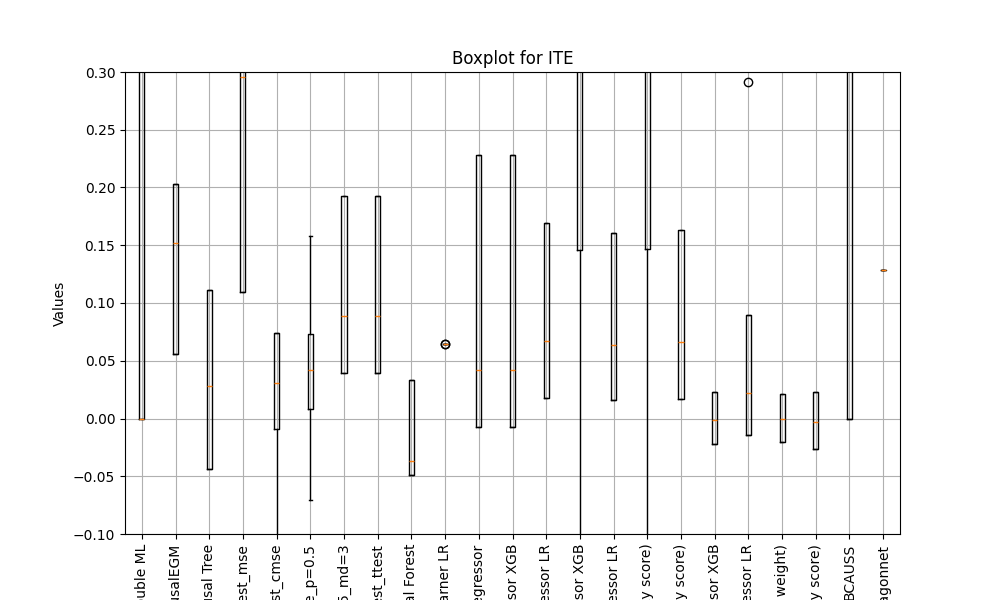 Boxplot for ITE
Values
0.30
0.25
0.20
0.15
0.10
0.05
0.00
−0.05
−0.10
uble ML
usalEGM
usal Tree
est_mse
st_cmse
e_p=0.5
_md=3
est_ttest
al Forest
arner LR
egressor
sor XGB
essor LR
sor XGB
essor LR
y score)
y score)
sor XGB
essor LR
weight)
y score)
BCAUSS
agonnet